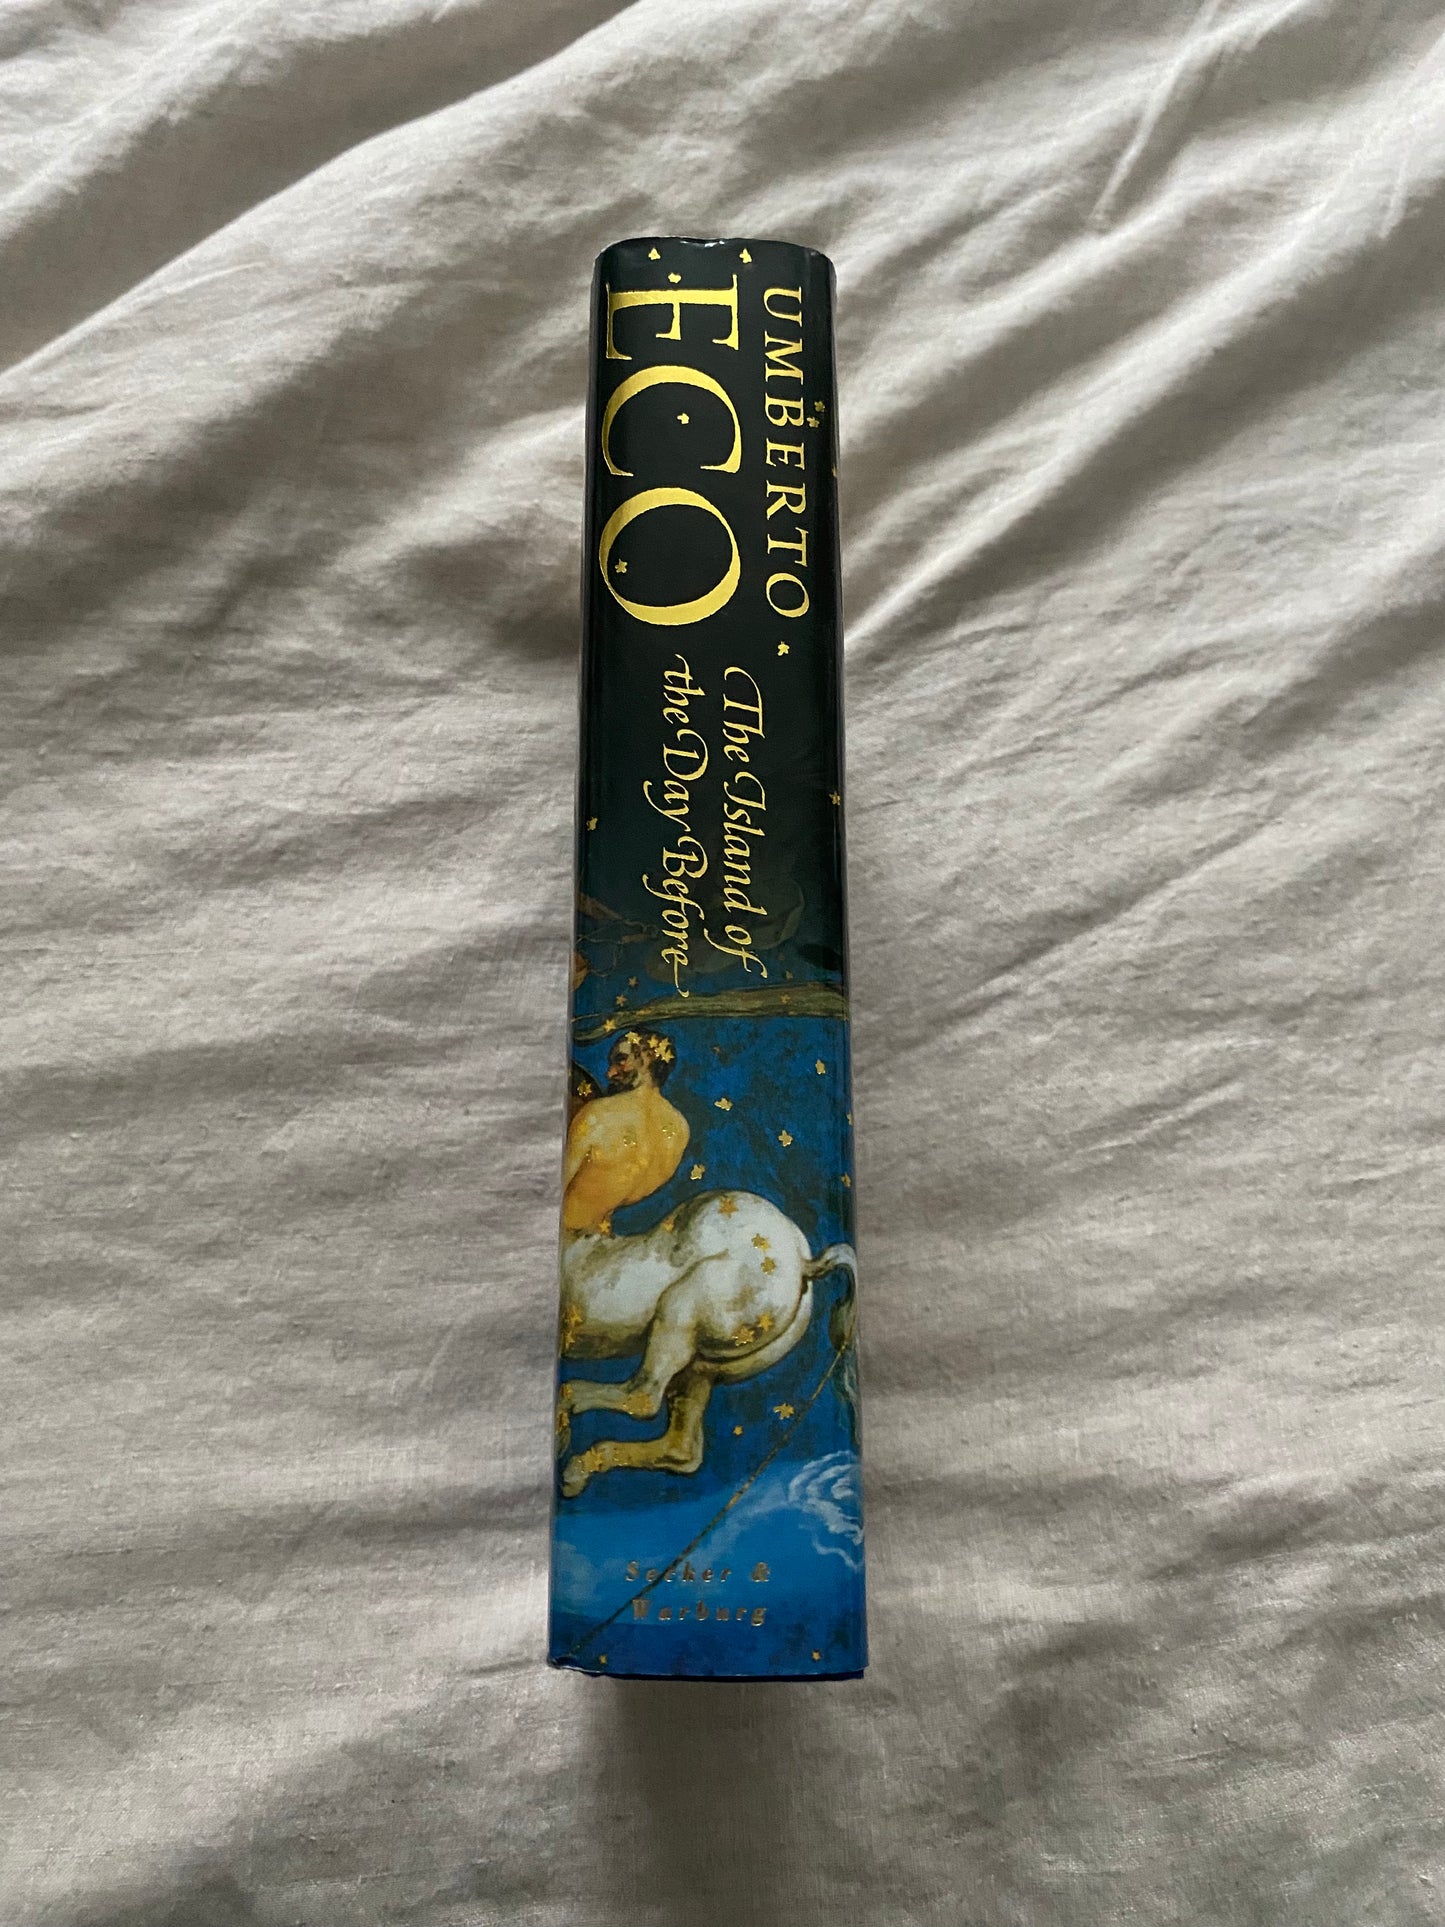 UMBERTO
ECO
The Island of
the Day Before
Secker &
Warburg